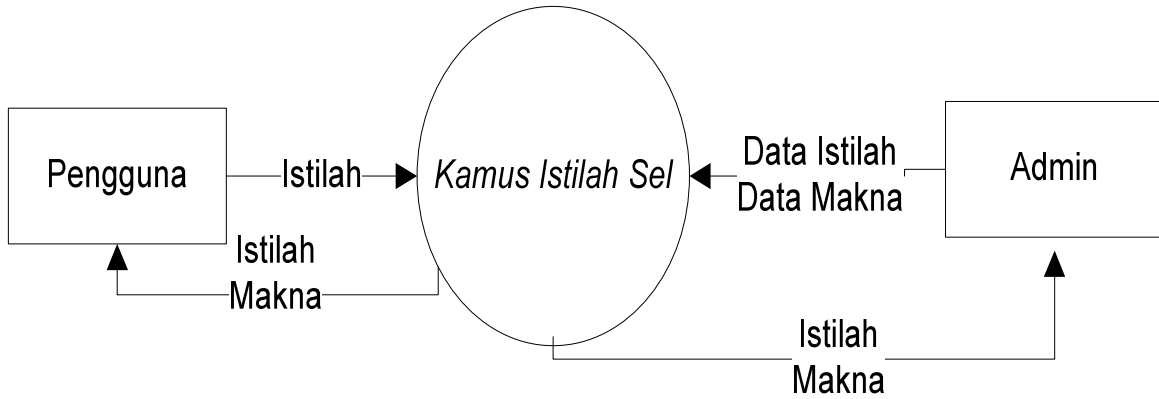 Pengguna
Istilah
Kamus Istilah Sel
Data Istilah
Data Makna
Admin
Istilah
Makna
Istilah
Makna